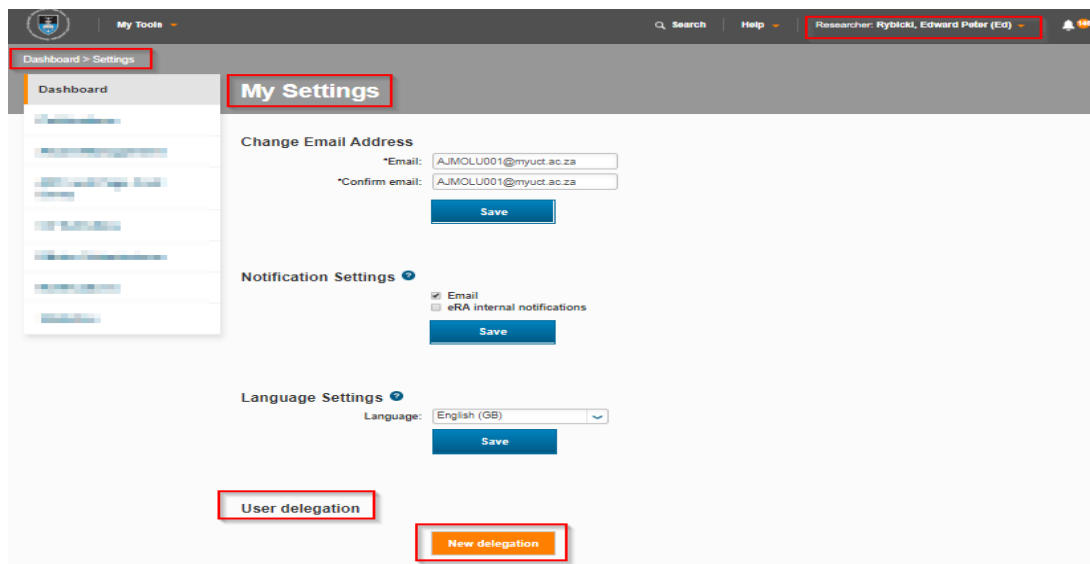 My Tools
Search
Help
Researcher: Rybicki, Edward Peter (Ed)
Dashboard > Settings
Dashboard
My Settings
Change Email Address
*Email: AJMOLU001@myuct.ac.za
*Confirm email: AJMOLU001@myuct.ac.za
Save
Notification Settings
Email
eRA internal notifications
Save
Language Settings
Language: English (GB)
Save
User delegation
New delegation